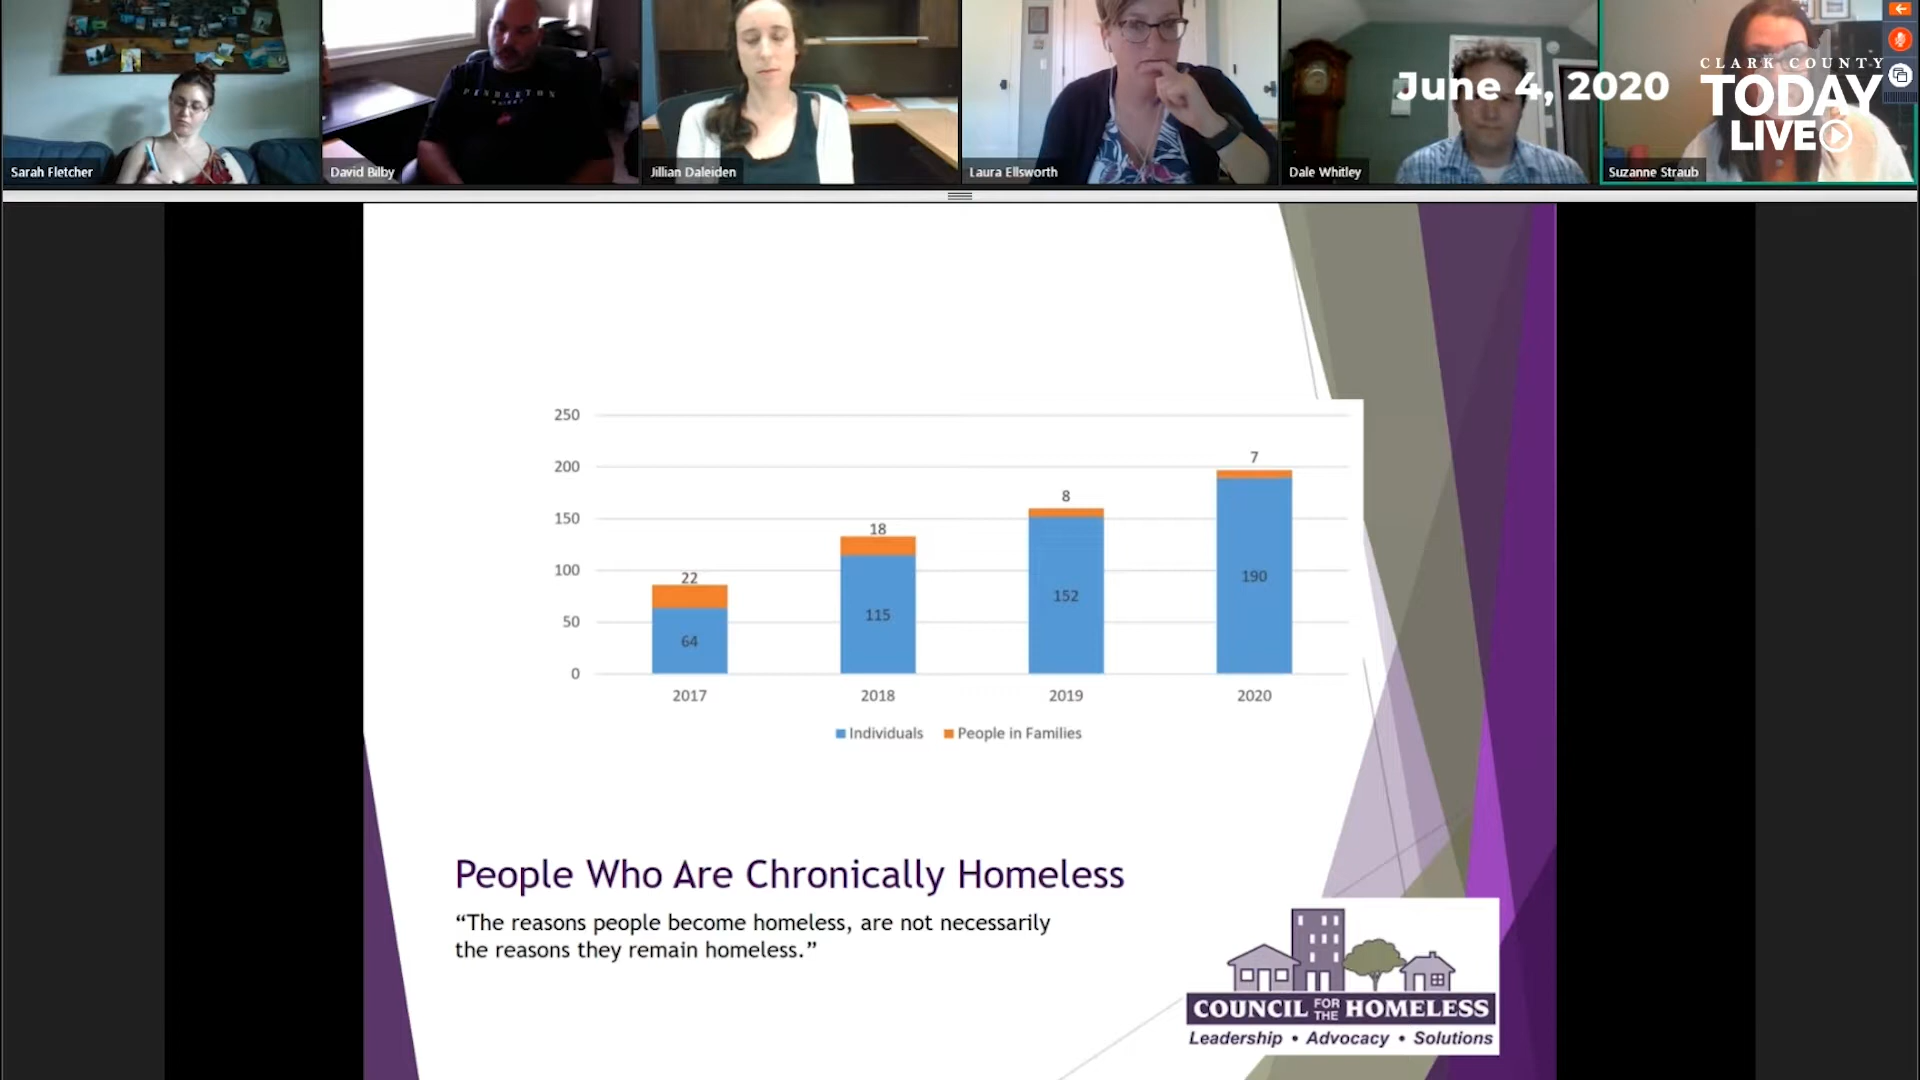 June 4, 2020
CLARK COUNTY
TODAY
LIVE
PENDLETON
Sarah Fletcher
David Bilby
Jillian Daleiden
Laura Ellsworth
Dale Whitley
Suzanne Straub
250
200
150
100
50
0
22
64
18
115
8
152
7
190
2017
2018
2019
2020
Individuals
People in Families
People Who Are Chronically Homeless
“The reasons people become homeless, are not necessarily
the reasons they remain homeless.”
COUNCIL FOR THE HOMELESS
Leadership • Advocacy • Solutions